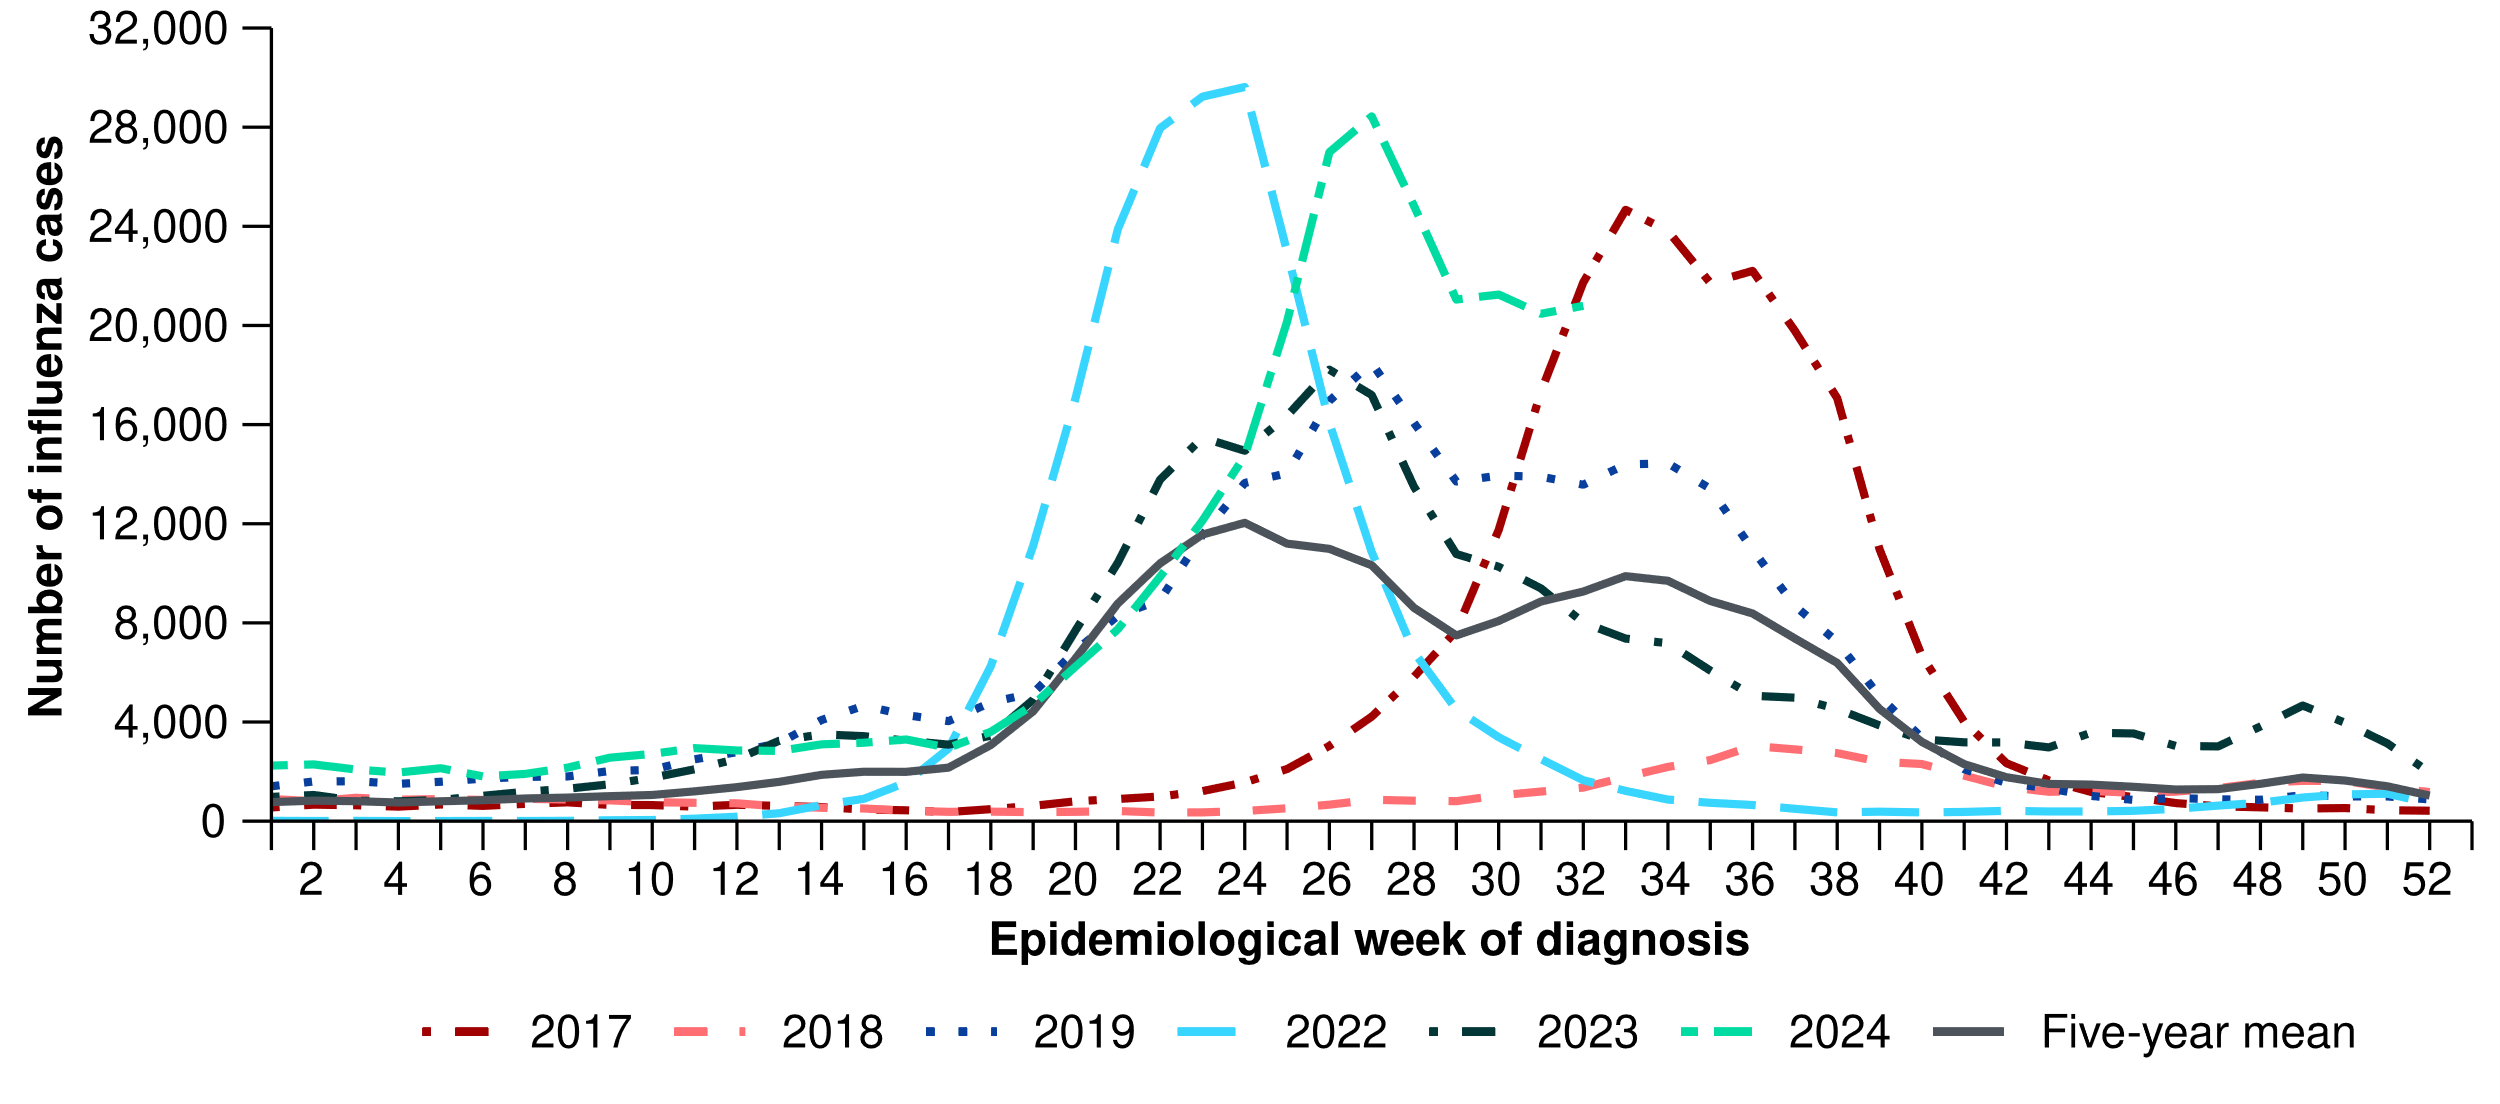 Number of influenza cases
32,000
28,000
24,000
20,000
16,000
12,000
8,000
4,000
0
2 4 6 8 10 12 14 16 18 20 22 24 26 28 30 32 34 36 38 40 42 44 46 48 50 52
Epidemiological week of diagnosis
2017 2018 2019 2022 2023 2024 Five-year mean